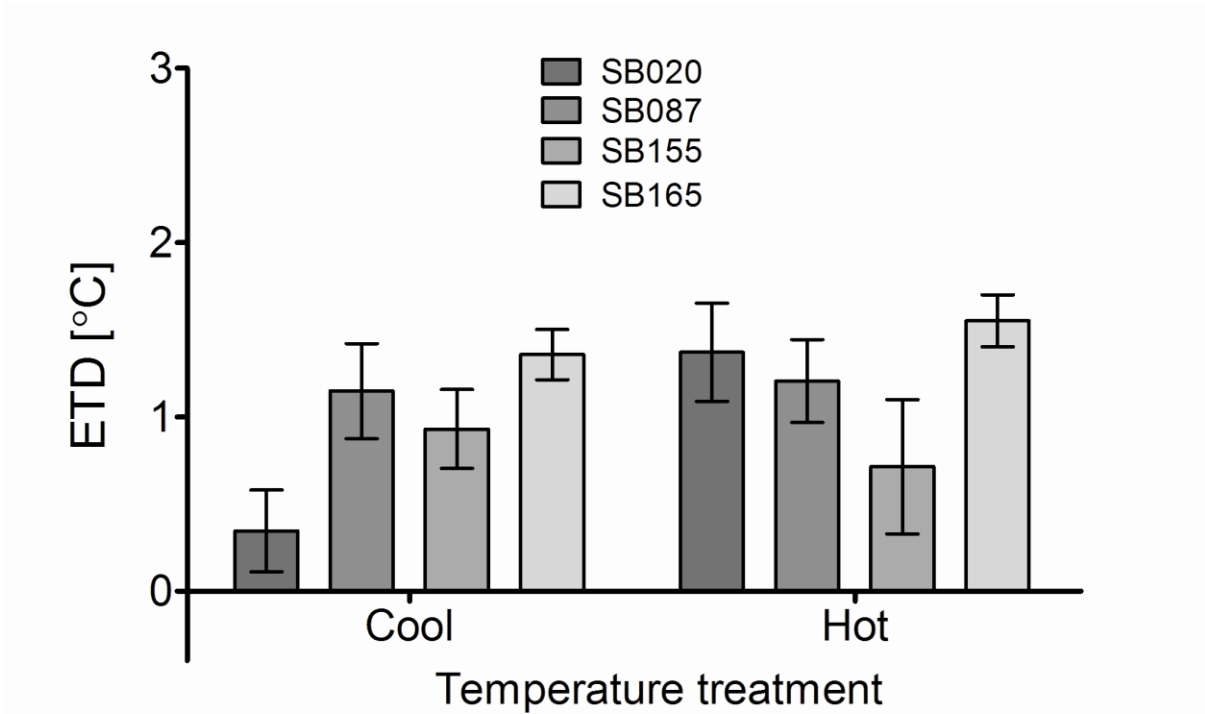 3
2
1
0
ETD [°C]
SB020
SB087
SB155
SB165
Cool
Hot
Temperature treatment